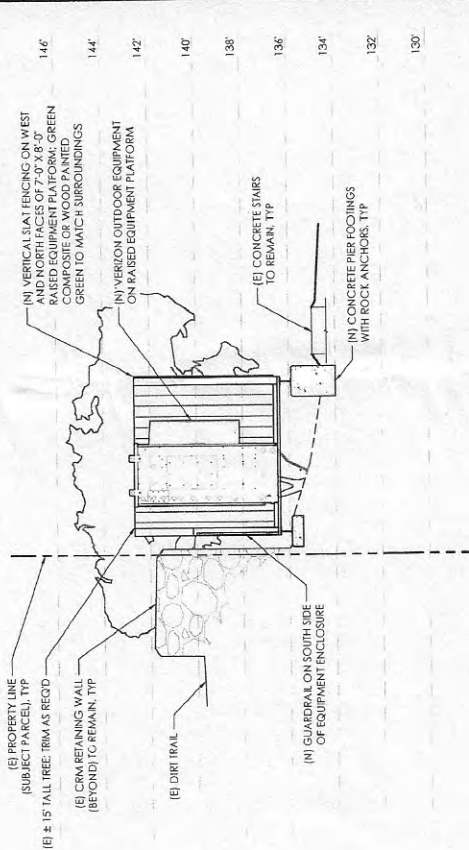 (E) PROPERTY LINE
(SUBJECT PARCEL), TYP
(E) ± 15' TALL TREE: TRIM AS REQ'D
(E) CRM RETAINING WALL
(BEYOND) TO REMAIN, TYP
(E) DIRT TRAIL
(N) GUARDRAIL ON SOUTH SIDE
OF EQUIPMENT ENCLOSURE
(N) VERTICAL SLAT FENCING ON WEST
AND NORTH FACES OF 7'-0" X 8'-0"
RAISED EQUIPMENT PLATFORM; GREEN
COMPOSITE OR WOOD PAINTED
GREEN TO MATCH SURROUNDINGS
(N) VERIZON OUTDOOR EQUIPMENT
ON RAISED EQUIPMENT PLATFORM
(E) CONCRETE STAIRS
TO REMAIN, TYP
(N) CONCRETE PIER FOOTINGS
WITH ROCK ANCHORS, TYP
146'
144'
142'
140'
138'
136'
134'
132'
130'